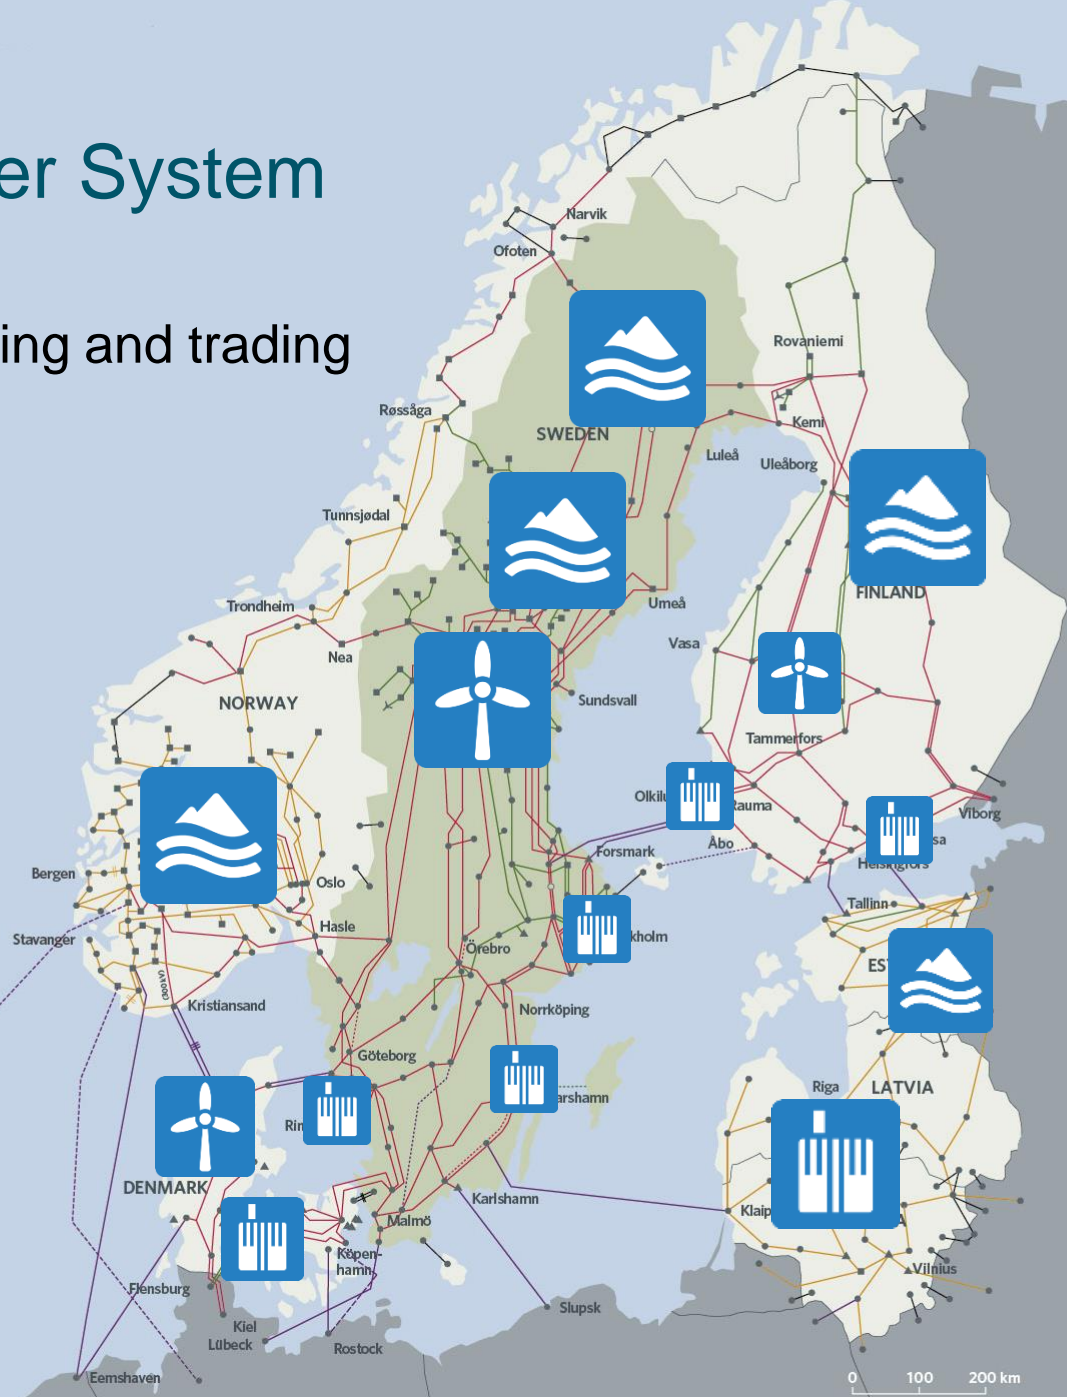 er System
ing and trading
Narvik
Ofoten
Rovaniemi
Røssåga
Kemi
SWEDEN
Luleå
Uleåborg
Tunnsjødal
FINLAND
Umeå
Trondheim
Vasa
Nea
NORWAY
Sundsvall
Tammerfors
Olkilu
Rauma
Viborg
sa
Åbo
Forsmark
Helsingfors
Bergen
Oslo
Tallinn
Hasle
Stavanger
kholm
Örebro
ES
Kristiansand
Norrköping
Göteborg
Riga
LATVIA
arshamn
Rin
DENMARK
Karlshamn
Klaip
A
Malmö
Köpen-
hamn
Vilnius
Flensburg
Slupsk
Kiel
Lübeck
Rostock
Eemshaven
0 100 200 km